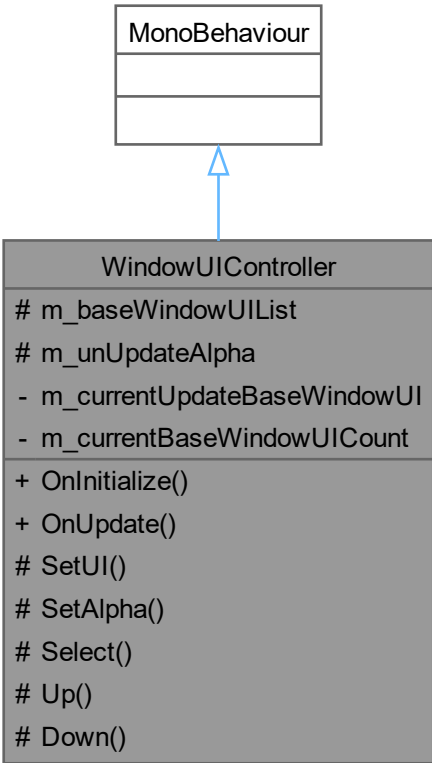 MonoBehaviour
WindowUIController
# m_baseWindowUIList
# m_unUpdateAlpha
- m_currentUpdateBaseWindowUI
- m_currentBaseWindowUICount
+ OnInitialize()
+ OnUpdate()
# SetUI()
# SetAlpha()
# Select()
# Up()
# Down()